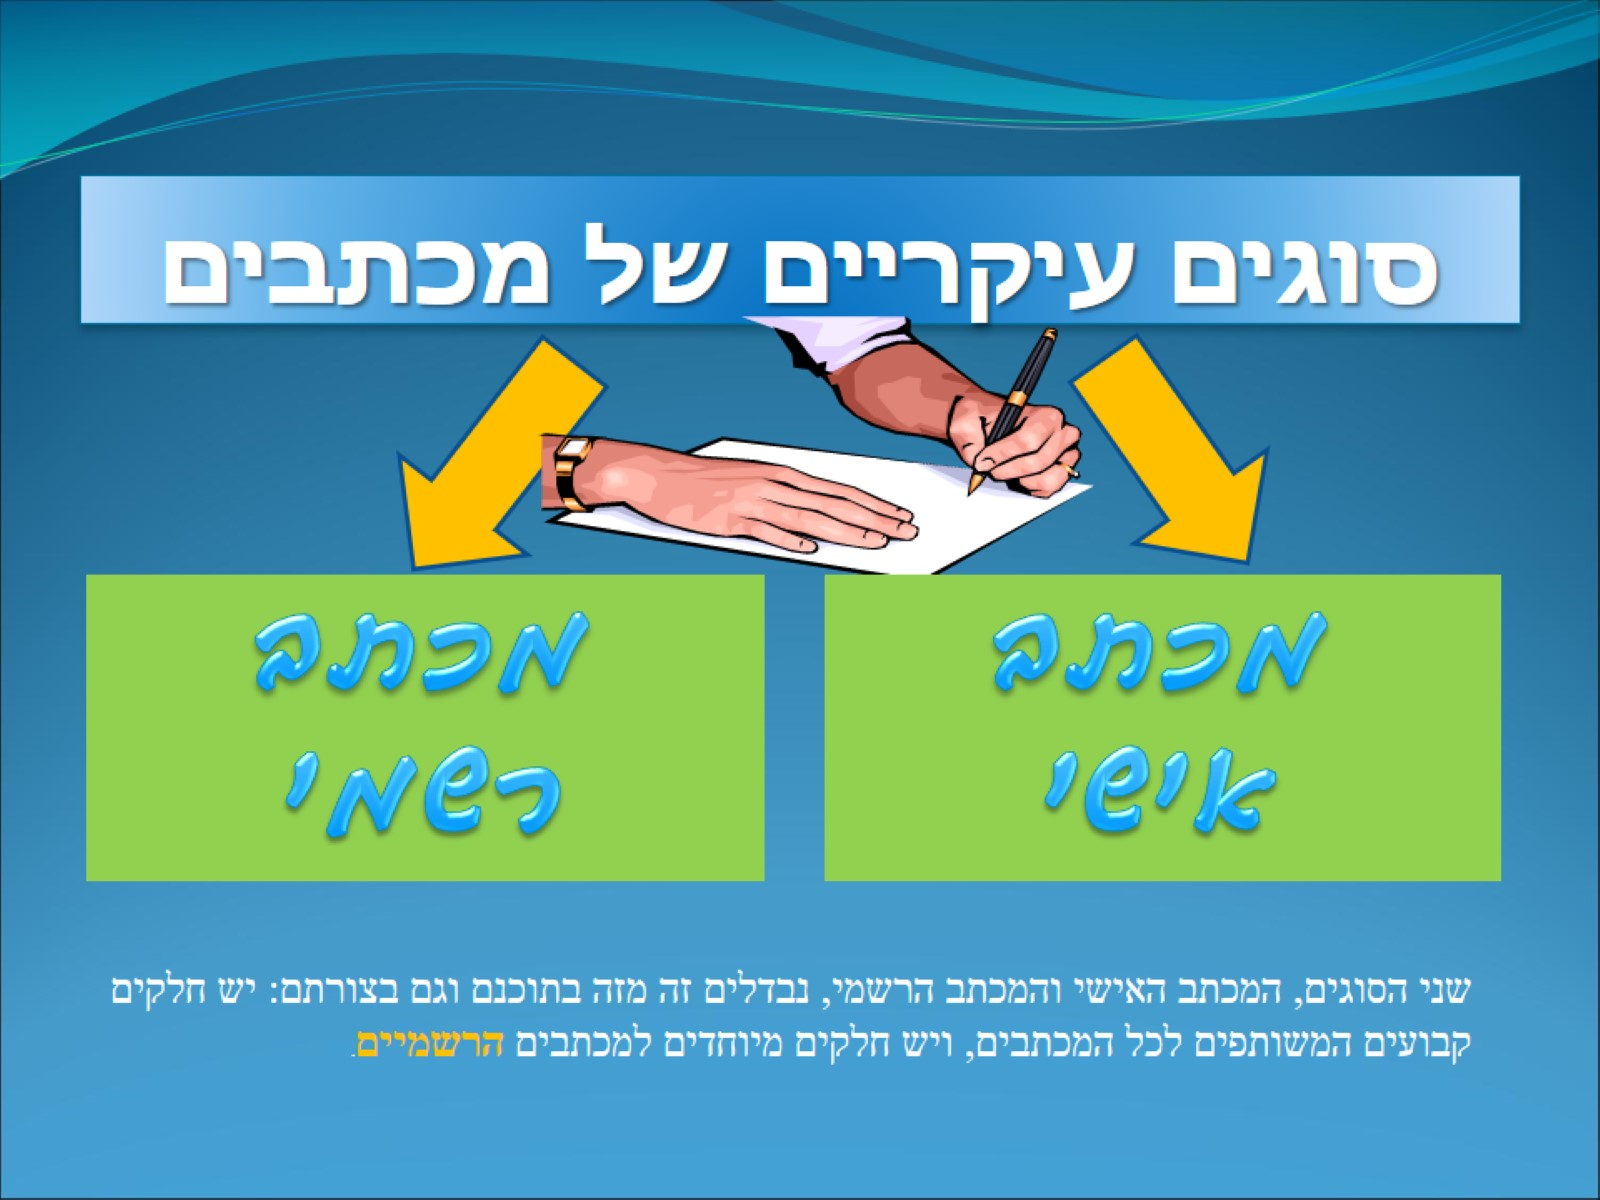 סוגים עיקריים של מכתבים
מכתב
אישי
מכתב
רשמי
שני הסוגים, המכתב האישי והמכתב הרשמי, נבדלים זה מזה בתוכנם וגם בצורתם: יש חלקים
קבועים המשותפים לכל המכתבים, ויש חלקים מיוחדים למכתבים הרשמיים.